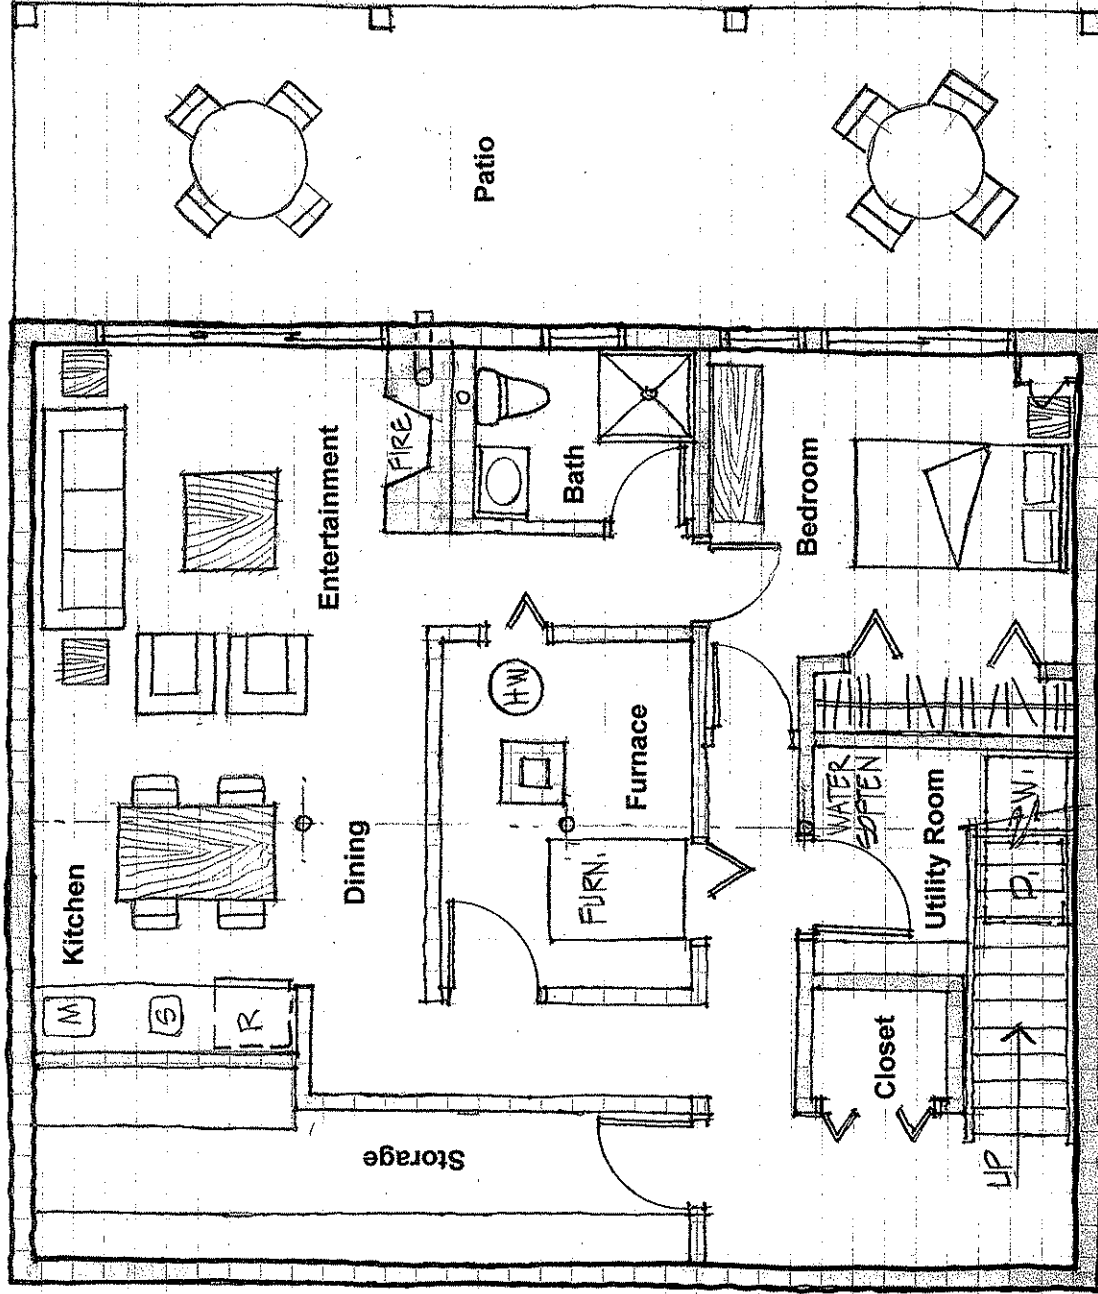 Patio
Entertainment
FIRE
Bath
Bedroom
HW
Furnace
FURN.
Kitchen
Dining
M
S
R
WATER
SOFTEN
Utility Room
W.
D.
Closet
Storage
UP